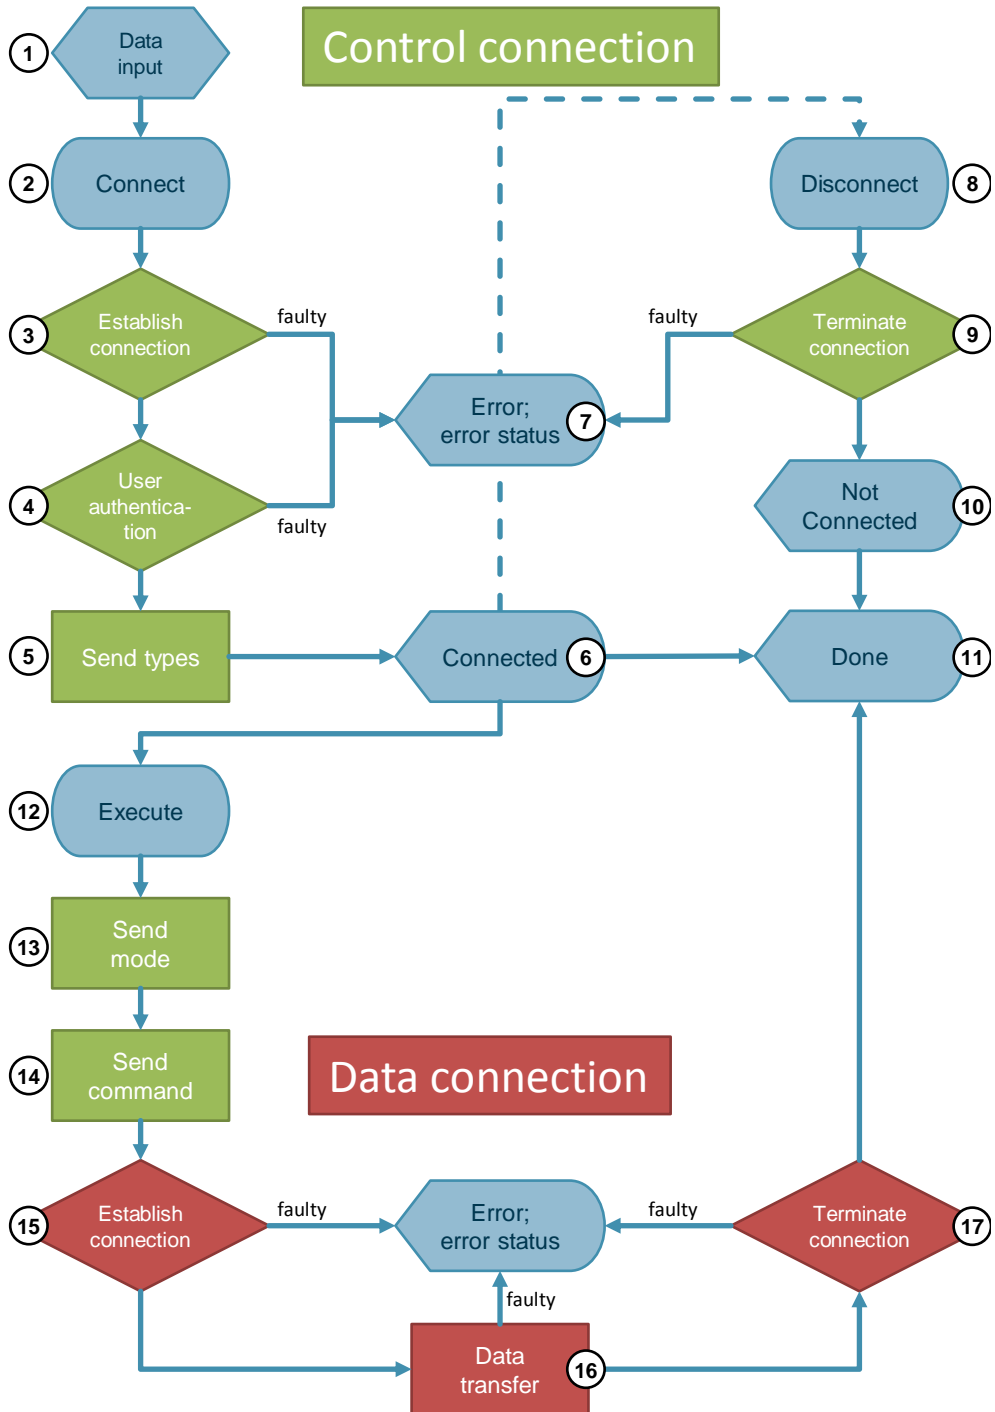 Control connection
1
Data
input
2
Connect
8
Disconnect
3
Establish
connection
faulty
faulty
9
Terminate
connection
7
Error;
error status
4
User
authentica-
tion
faulty
10
Not
Connected
5
Send types
6
Connected
11
Done
12
Execute
13
Send
mode
14
Send
command
Data connection
15
Establish
connection
faulty
Error;
error status
faulty
17
Terminate
connection
faulty
16
Data
transfer